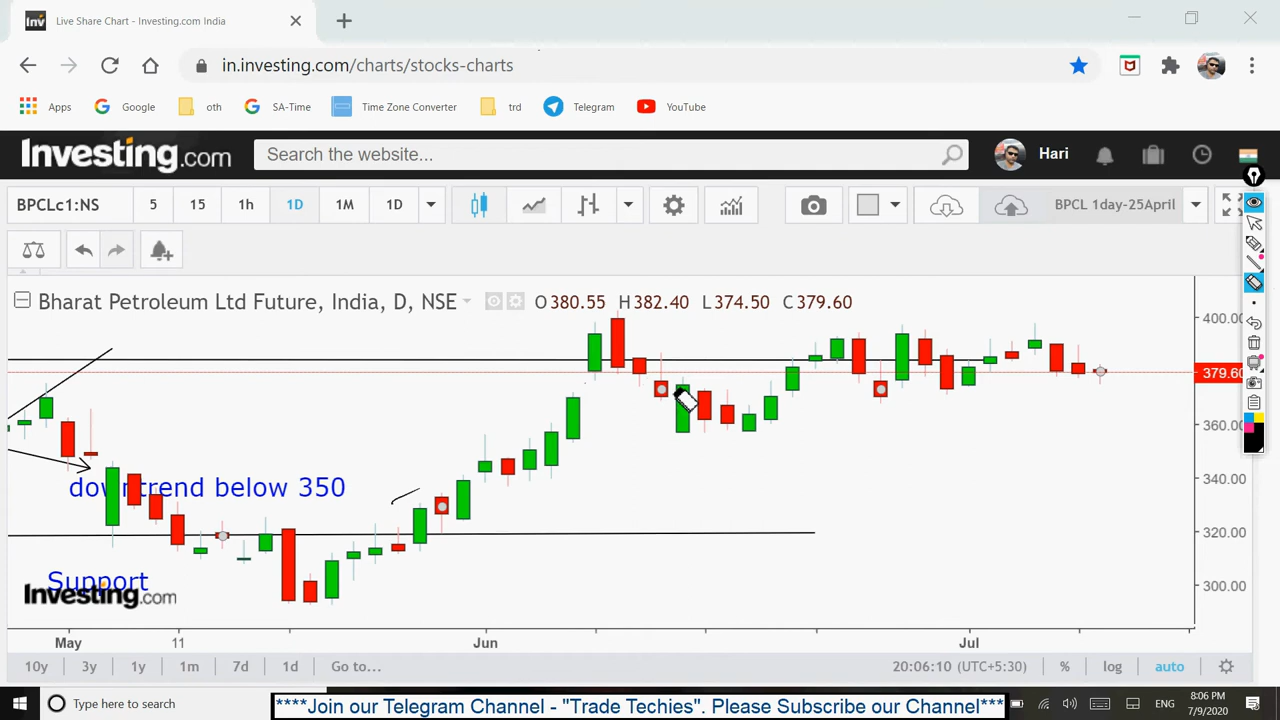 Inv Live Share Chart - Investing.com India
in.investing.com/charts/stocks-charts
Apps Google oth SA-Time Time Zone Converter trd Telegram YouTube
Investing.com Search the website... Hari
BPCLc1:NS 5 15 1h 1D 1M 1D BPCL 1day-25April
Bharat Petroleum Ltd Future, India, D, NSE O380.55 H382.40 L374.50 C379.60
400.00
379.60
360.00
340.00
320.00
300.00
downtrend below 350
Support
Investing.com
May 11 Jun Jul
10y 3y 1y 1m 7d 1d Go to... 20:06:10 (UTC+5:30) % log auto
Type here to search
****Join our Telegram Channel - "Trade Techies". Please Subscribe our Channel****
ENG
8:06 PM
7/9/2020